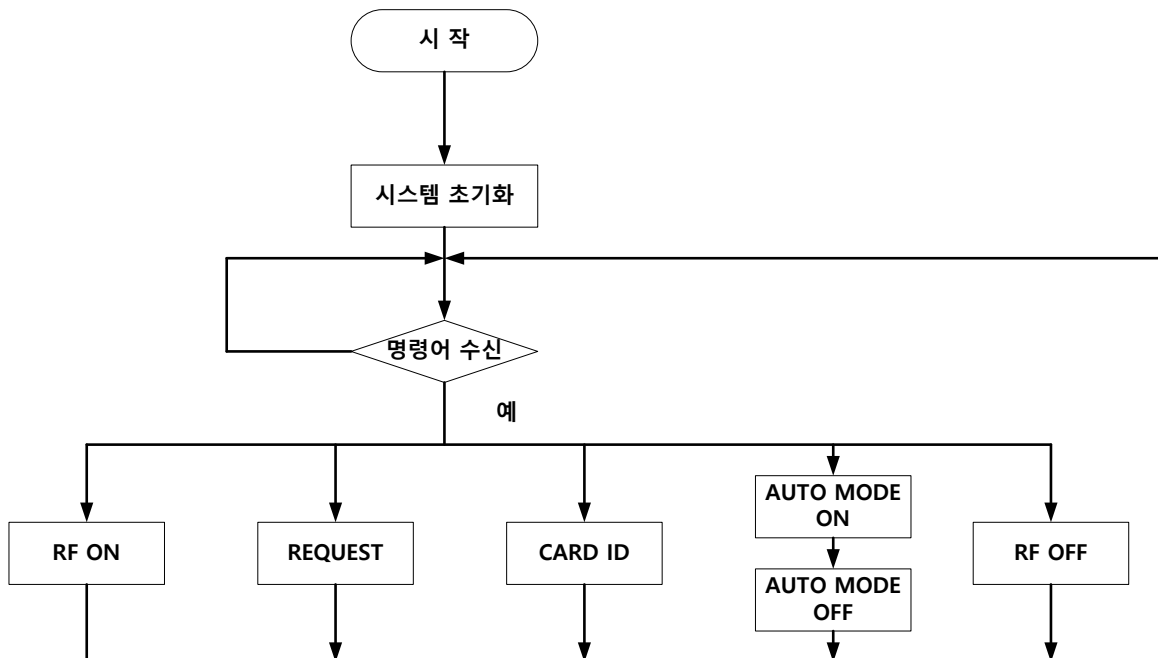 시 작
시스템 초기화
명령어 수신
예
RF ON
REQUEST
CARD ID
AUTO MODE
ON
AUTO MODE
OFF
RF OFF